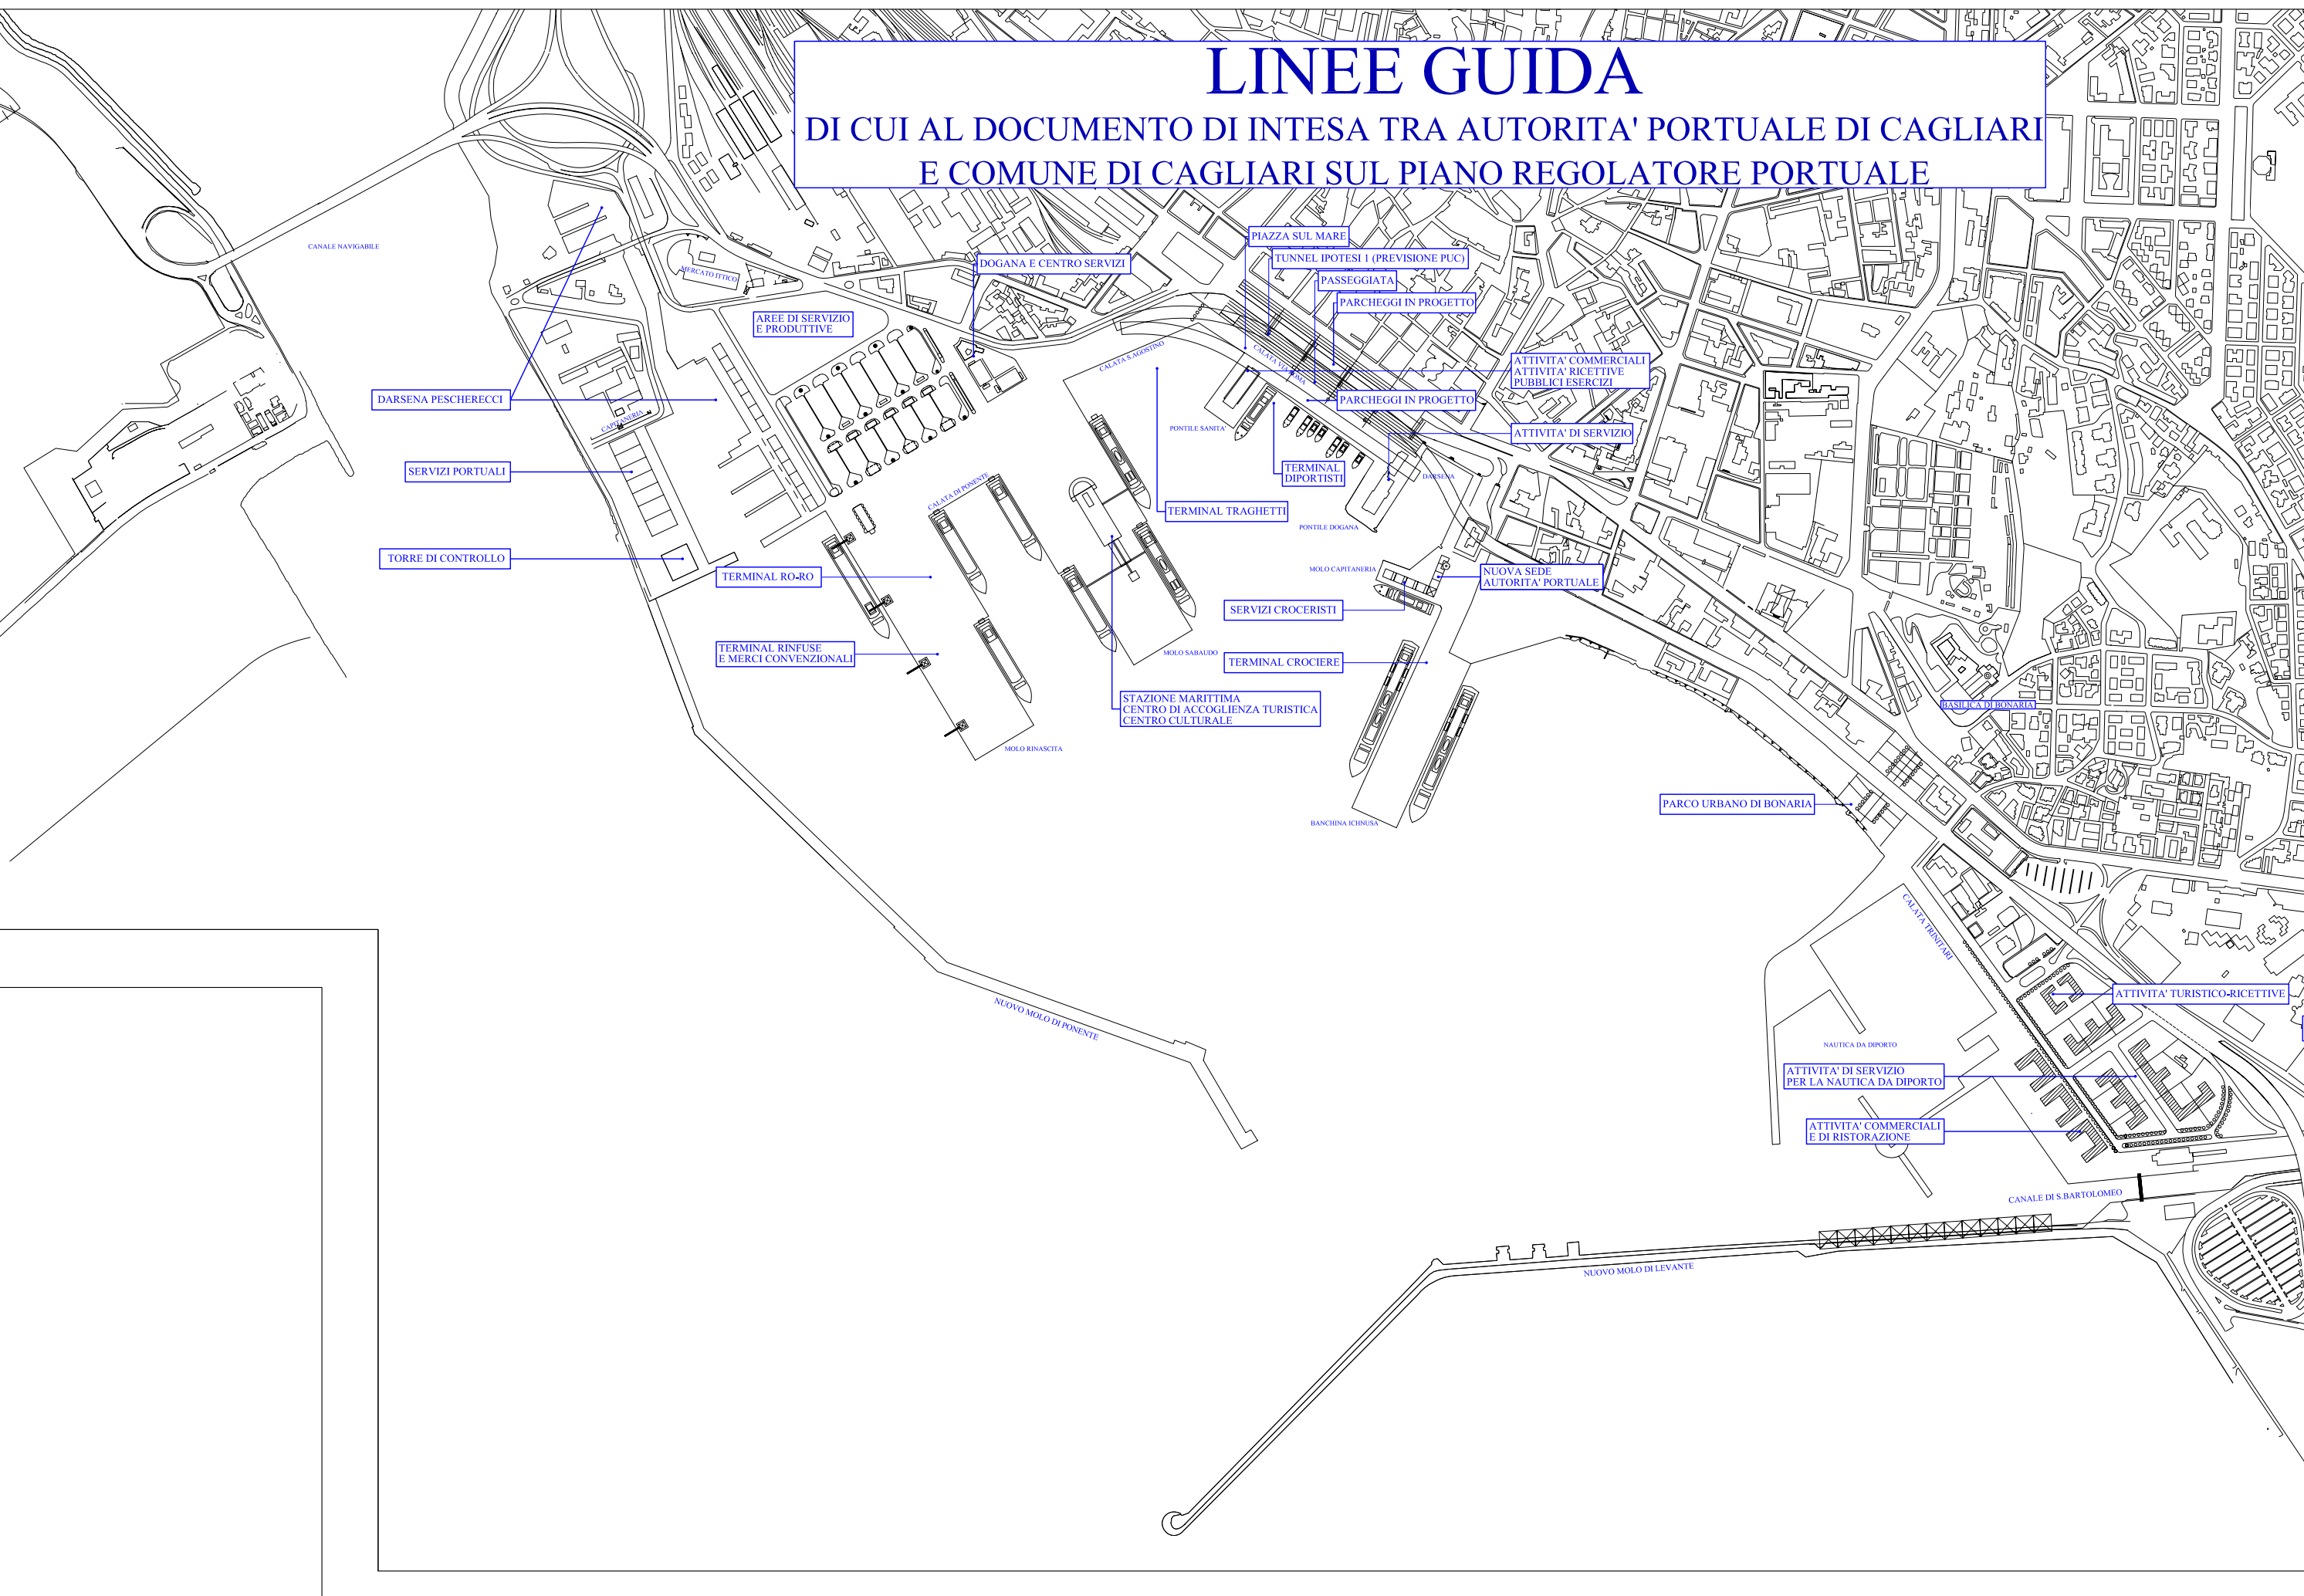 LINEE GUIDA
DI CUI AL DOCUMENTO DI INTESA TRA AUTORITA' PORTUALE DI CAGLIARI
E COMUNE DI CAGLIARI SUL PIANO REGOLATORE PORTUALE
PIAZZA SUL MARE
CANALE NAVIGABILE
TUNNEL IPOTESI 1 (PREVISIONE PUC)
DOGANA E CENTRO SERVIZI
MERCATO ITTICO
PASSEGGIATA
PARCHEGGI IN PROGETTO
AREE DI SERVIZIO
E PRODUTTIVE
CALATA S.AGOSTINO
CALATA VIA ROMA
ATTIVITA' COMMERCIALI
ATTIVITA' RICETTIVE
PUBBLICI ESERCIZI
DARSENA PESCHERECCI
PARCHEGGI IN PROGETTO
CAPITANERIA
PONTILE SANITA'
ATTIVITA' DI SERVIZIO
SERVIZI PORTUALI
TERMINAL
DIPORTISTI
DARSENA
CALATA DI PONENTE
TERMINAL TRAGHETTI
PONTILE DOGANA
TORRE DI CONTROLLO
TERMINAL RO-RO
MOLO CAPITANERIA
NUOVA SEDE
AUTORITA' PORTUALE
SERVIZI CROCERISTI
TERMINAL RINFUSE
E MERCI CONVENZIONALI
MOLO SABAUDO
TERMINAL CROCIERE
STAZIONE MARITTIMA
CENTRO DI ACCOGLIENZA TURISTICA
CENTRO CULTURALE
BASILICA DI BONARIA
MOLO RINASCITA
PARCO URBANO DI BONARIA
BANCHINA ICHNUSA
CALATA TRINITARI
ATTIVITA' TURISTICO-RICETTIVE
NUOVO MOLO DI PONENTE
NAUTICA DA DIPORTO
ATTIVITA' DI SERVIZIO
PER LA NAUTICA DA DIPORTO
ATTIVITA' COMMERCIALI
E DI RISTORAZIONE
CANALE DI S.BARTOLOMEO
NUOVO MOLO DI LEVANTE